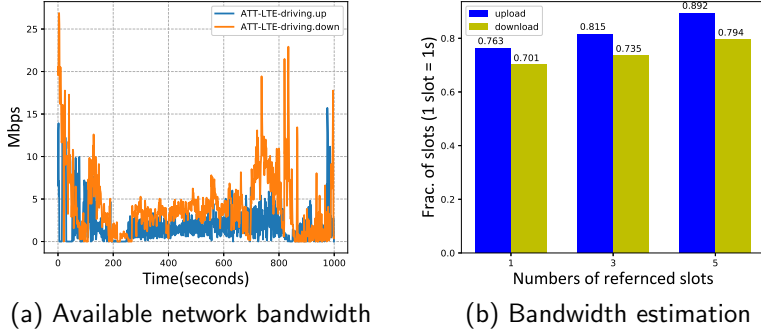 ATT-LTE-driving.up
ATT-LTE-driving.down
25
20
15
10
5
0
Mbps
0 200 400 600 800 1000
Time(seconds)
(a) Available network bandwidth
upload
download
0.763
0.701
0.815
0.735
0.892
0.794
0.8
0.6
0.4
0.2
0.0
Frac. of slots (1 slot = 1s)
1 3 5
Numbers of refernced slots
(b) Bandwidth estimation